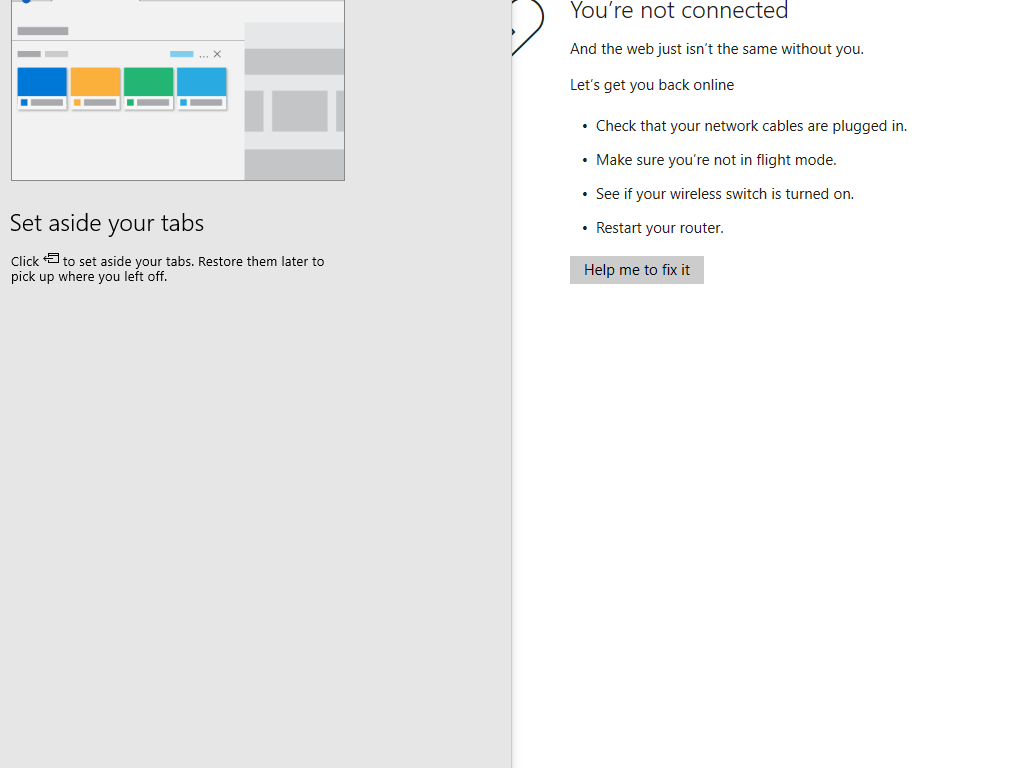 Set aside your tabs
Click to set aside your tabs. Restore them later to
pick up where you left off.
You’re not connected
And the web just isn’t the same without you.
Let’s get you back online
• Check that your network cables are plugged in.
• Make sure you’re not in flight mode.
• See if your wireless switch is turned on.
• Restart your router.
Help me to fix it